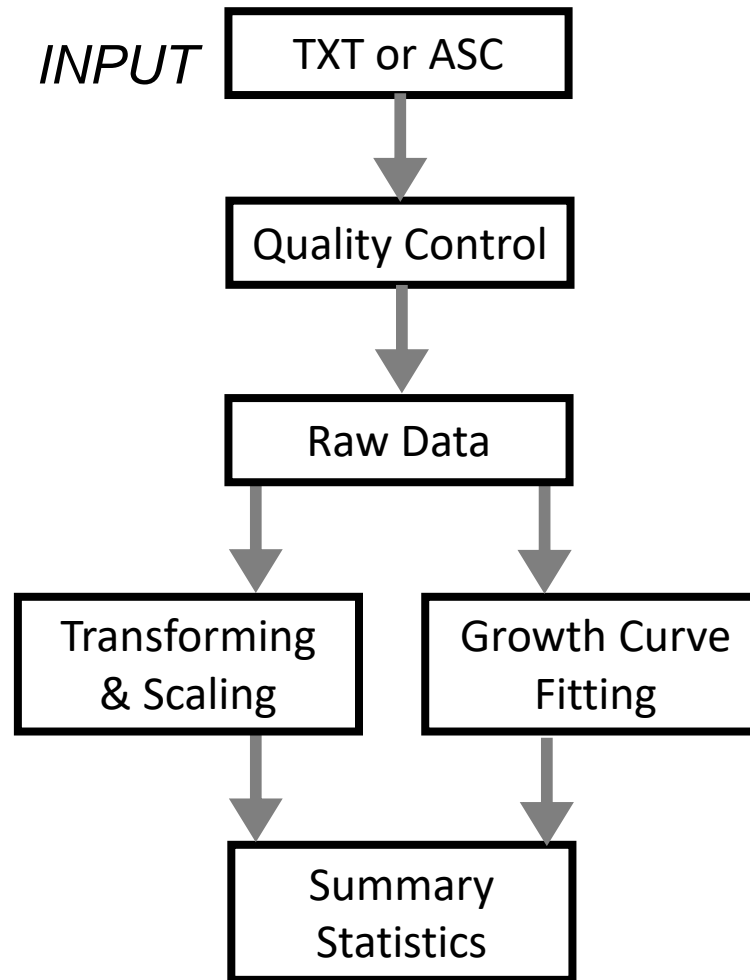 INPUT
TXT or ASC
Quality Control
Raw Data
Transforming
& Scaling
Growth Curve
Fitting
Summary
Statistics